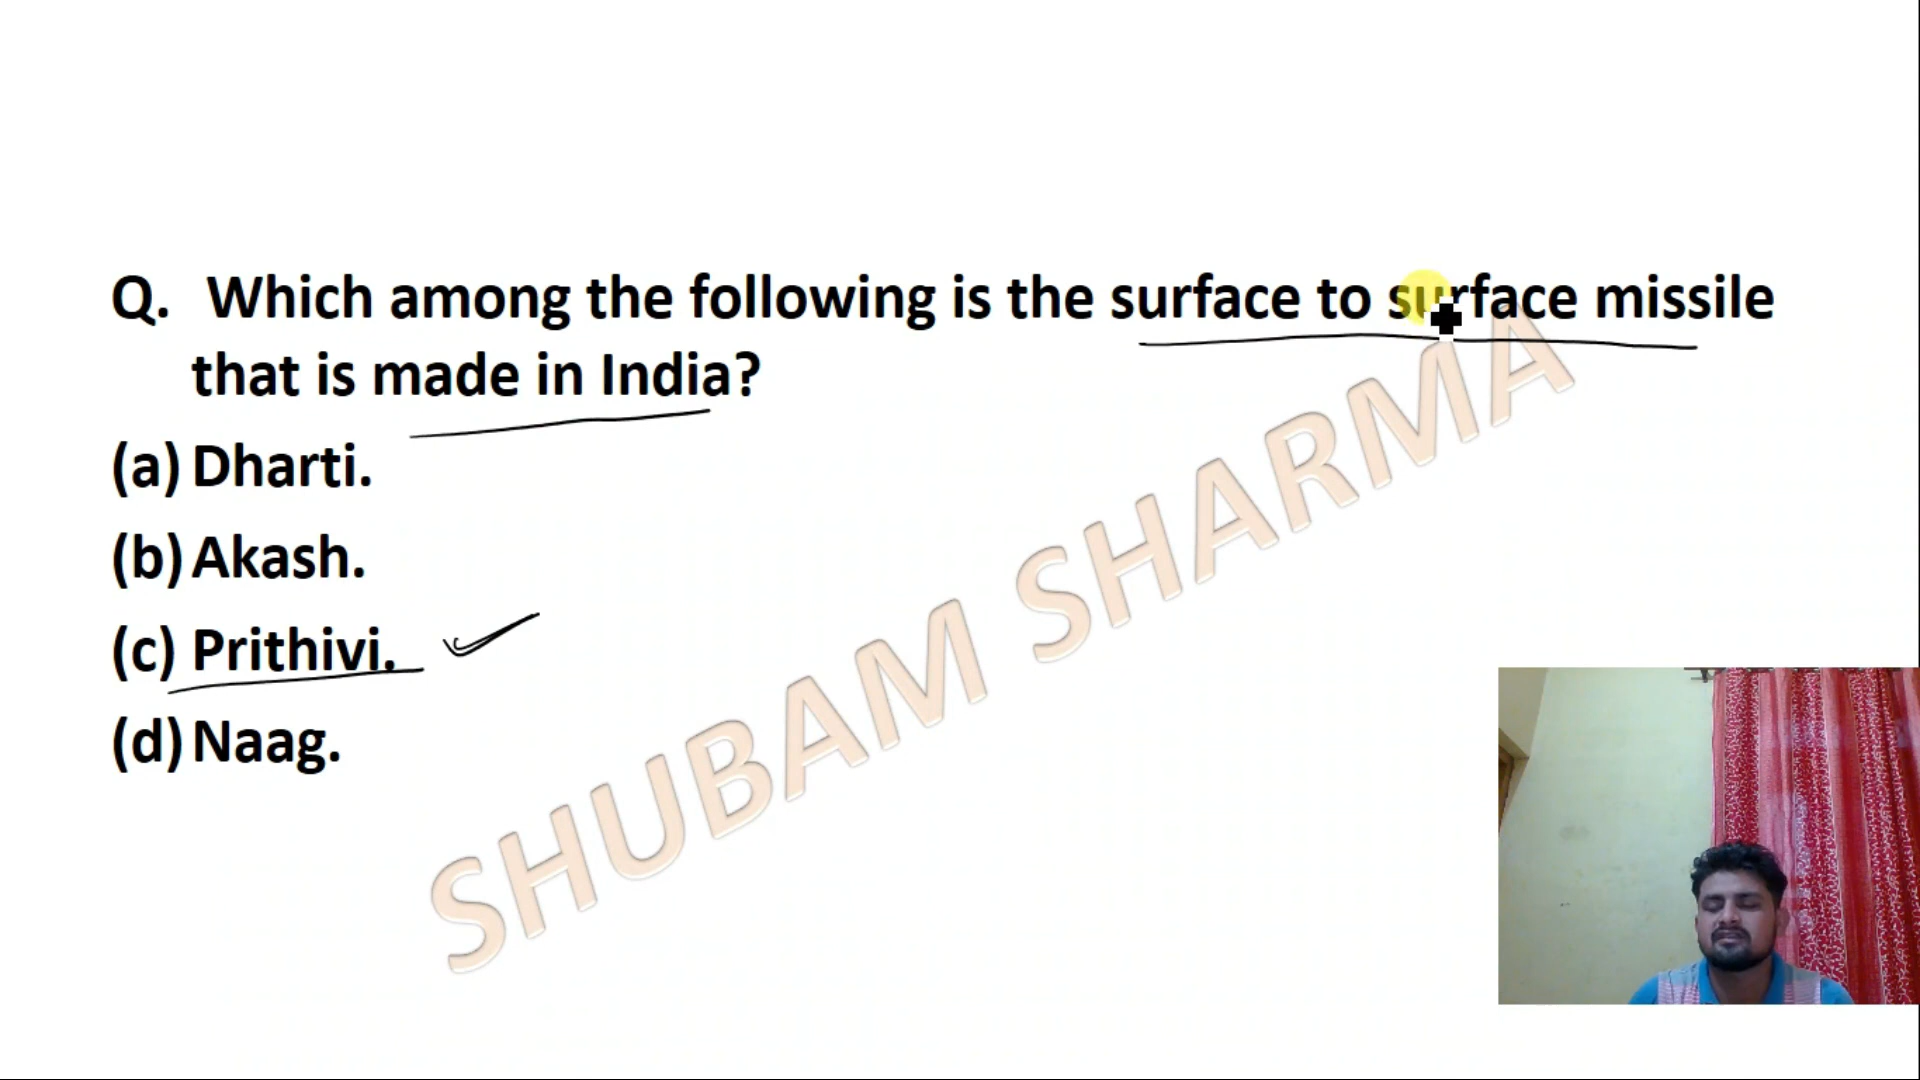 Q. Which among the following is the surface to surface missile
that is made in India?
(a) Dharti.
(b) Akash.
(c) Prithivi.
(d) Naag.
SHUBAM SHARMA